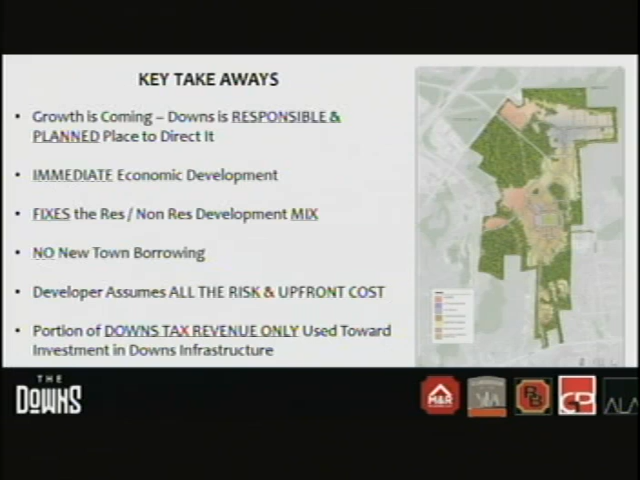 KEY TAKE AWAYS
• Growth is Coming – Downs is RESPONSIBLE &
PLANNED Place to Direct It
• IMMEDIATE Economic Development
• FIXES the Res / Non Res Development MIX
• NO New Town Borrowing
• Developer Assumes ALL THE RISK & UPFRONT COST
• Portion of DOWNS TAX REVENUE ONLY Used Toward
Investment in Downs Infrastructure
THE
DOWNS
M&R
RB
GP
ALA